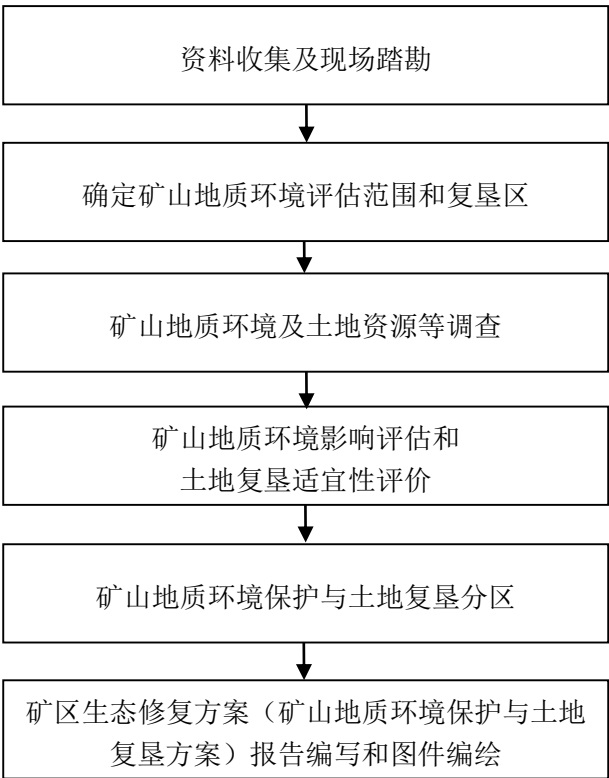 资料收集及现场踏勘
确定矿山地质环境评估范围和复垦区
矿山地质环境及土地资源等调查
矿山地质环境影响评估和
土地复垦适宜性评价
矿山地质环境保护与土地复垦分区
矿区生态修复方案（矿山地质环境保护与土地
复垦方案）报告编写和图件编绘